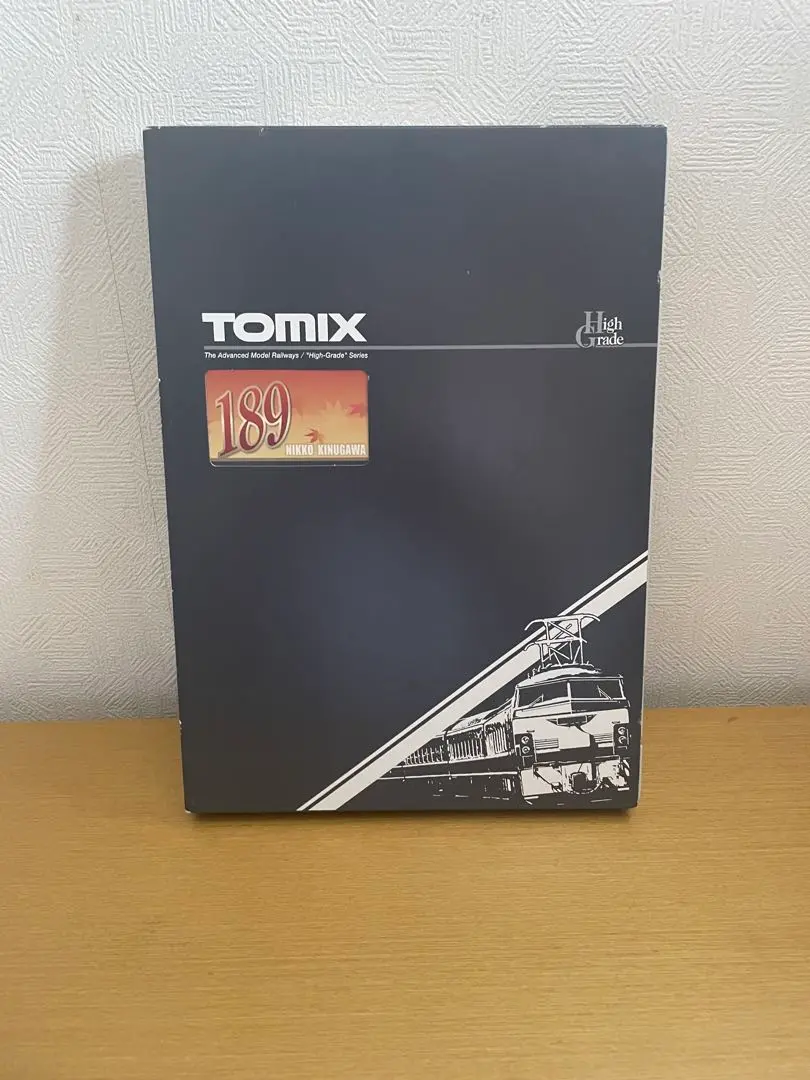 TOMIX
High
Grade
The Advanced Model Railways / "High-Grade" Series
189
NIKKO KINUGAWA